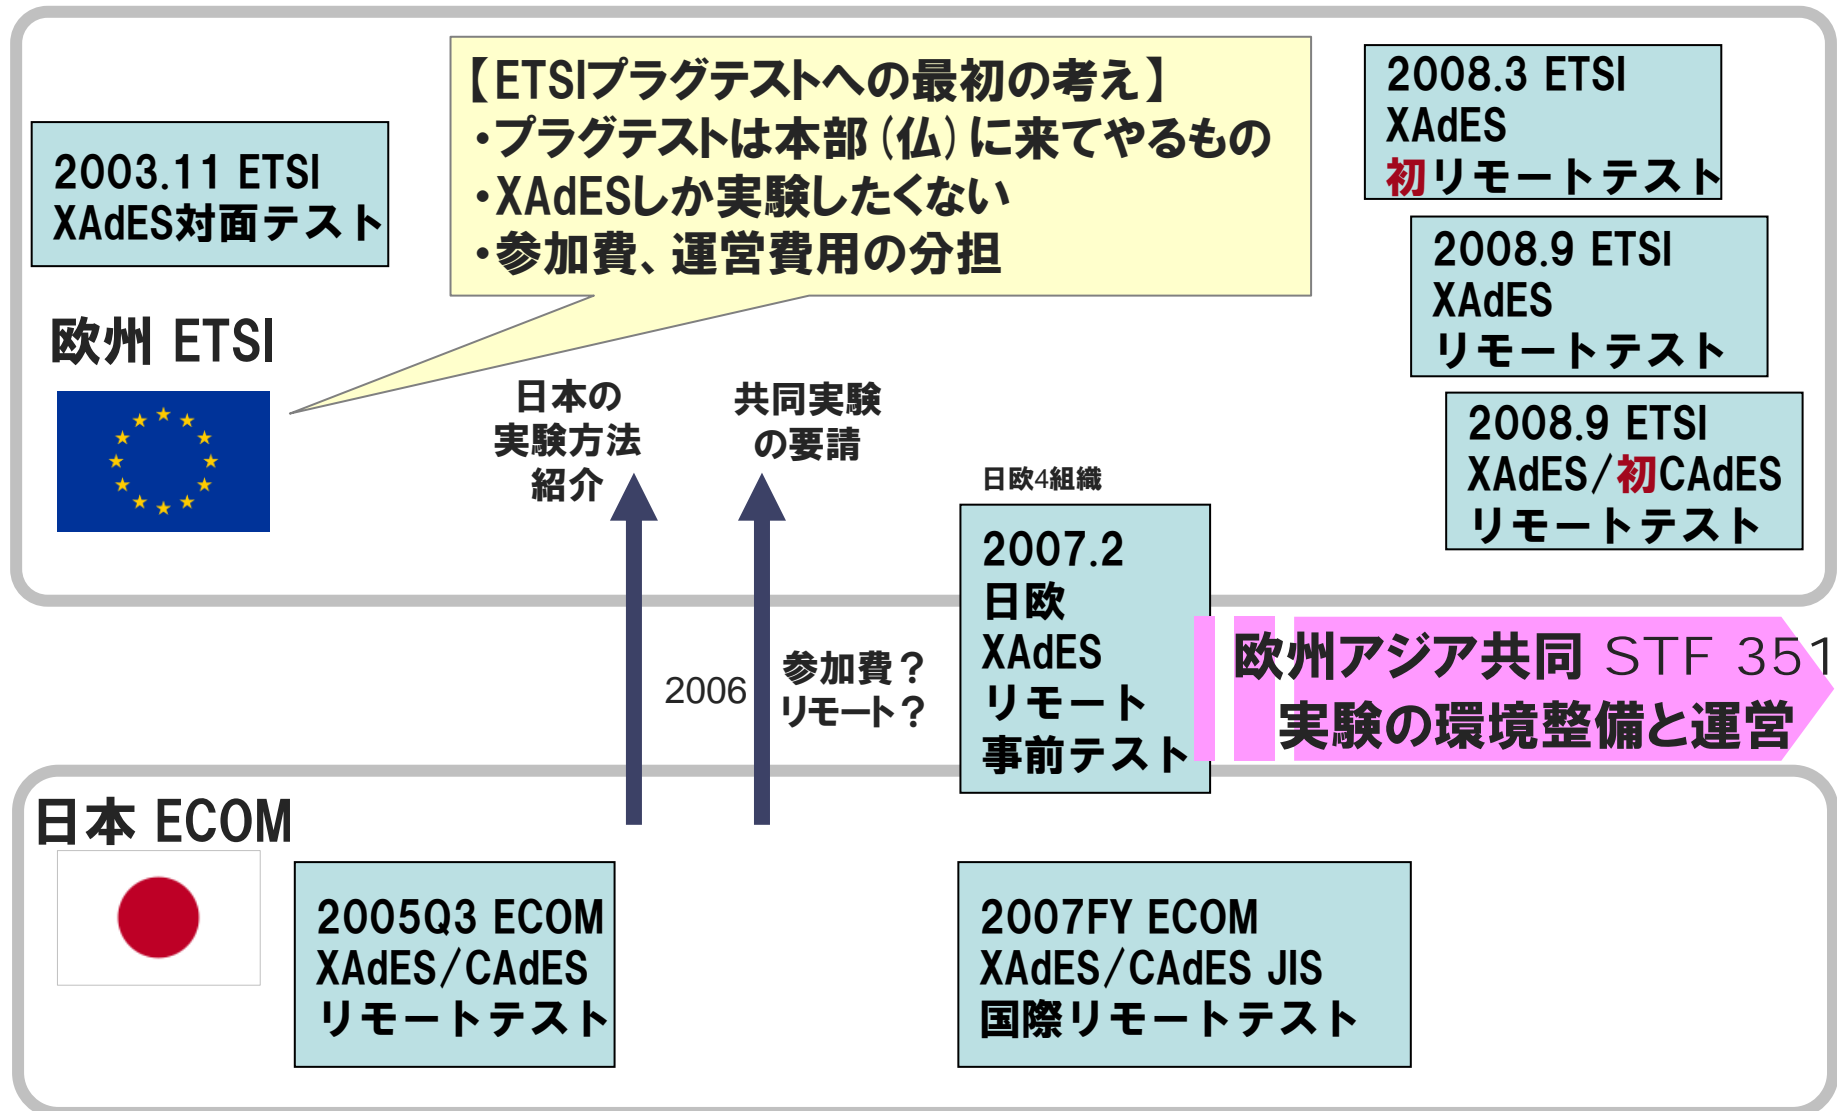 【ETSIプラグテストへの最初の考え】
・プラグテストは本部(仏)に来てやるもの
・XAdESしか実験したくない
・参加費、運営費用の分担
2003.11 ETSI
XAdES対面テスト
2008.3 ETSI
XAdES
初リモートテスト
2008.9 ETSI
XAdES
リモートテスト
2008.9 ETSI
XAdES/初CAdES
リモートテスト
欧州 ETSI
日本の
実験方法
紹介
共同実験
の要請
日欧4組織
2007.2
日欧
XAdES
リモート
事前テスト
2006
参加費?
リモート?
欧州アジア共同 STF 351
実験の環境整備と運営
日本 ECOM
2005Q3 ECOM
XAdES/CAdES
リモートテスト
2007FY ECOM
XAdES/CAdES JIS
国際リモートテスト